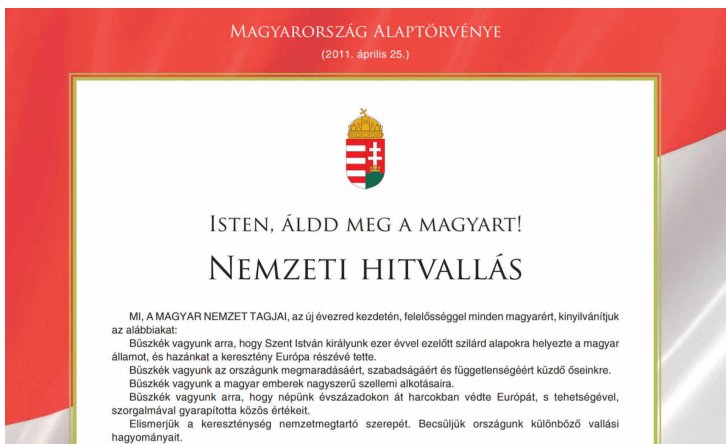 MAGYARORSZÁG ALAPTÖRVÉNYE
(2011. április 25.)
ISTEN, ÁLDD MEG A MAGYART!
NEMZETI HITVALLÁS
MI, A MAGYAR NEMZET TAGJAI, az új évezred kezdetén, felelősséggel minden magyarért, kinyilvánítjuk
az alábbiakat:
Büszkék vagyunk arra, hogy Szent István királyunk ezer évvel ezelőtt szilárd alapokra helyezte a magyar
államot, és hazánkat a keresztény Európa részévé tette.
Büszkék vagyunk az országunk megmaradásáért, szabadságáért és függetlenségéért küzdő őseinkre.
Büszkék vagyunk a magyar emberek nagyszerű szellemi alkotásaira.
Büszkék vagyunk arra, hogy népünk évszázadokon át harcokban védte Európát, s tehetségével,
szorgalmával gyarapította közös értékeit.
Elismerjük a kereszténység nemzetmegtartó szerepét. Becsüljük országunk különböző vallási
hagyományait.